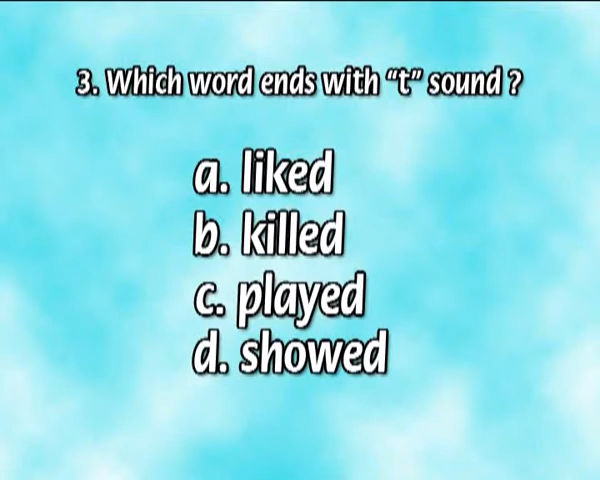 3. Which word ends with “t” sound ?
a. liked
b. killed
c. played
d. showed